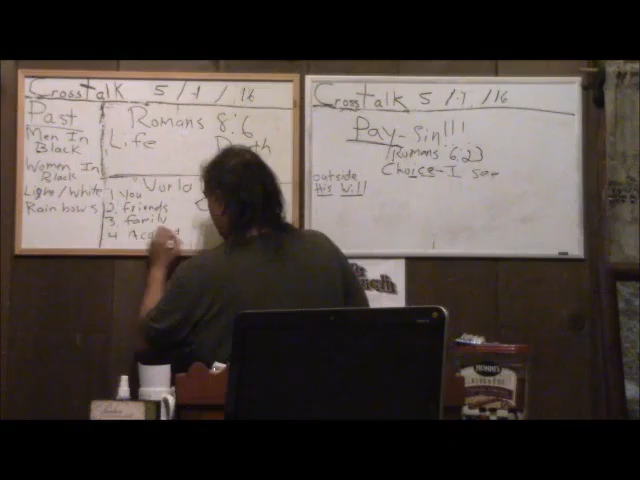 CrossTalk 5/1/16
Past
Men In
Black
Women In
Black
Light/White
Rainbows
Romans 8:6
Life
World
1. You
2. friends
3. family
4
CrossTalk 5/1/16
Pay-Sin!!!
Romans 6:23
Choice-I
outside
His Will